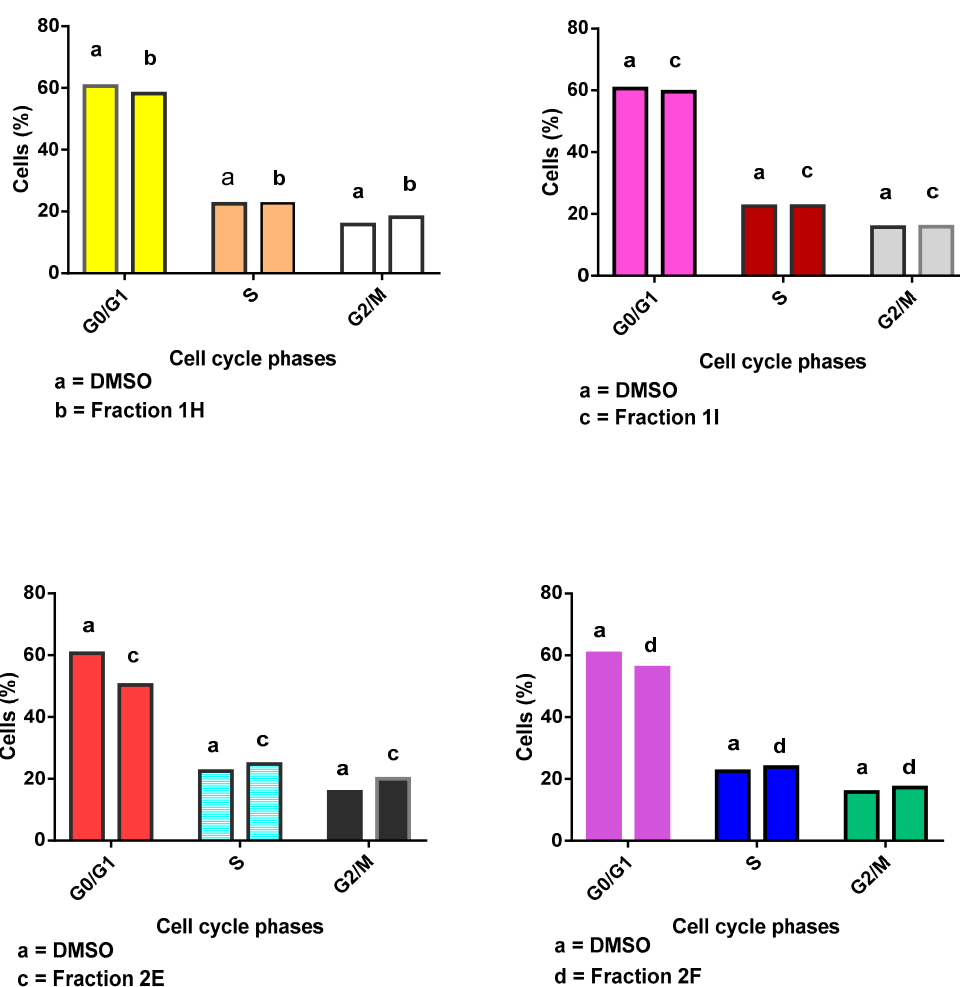 80
60
40
20
0
Cells (%)
a
b
a
b
a
b
G0/G1
S
G2/M
Cell cycle phases
a = DMSO
b = Fraction 1H
80
60
40
20
0
Cells (%)
a
c
a
c
a
c
G0/G1
S
G2/M
Cell cycle phases
a = DMSO
c = Fraction 1I
80
60
40
20
0
Cells (%)
a
c
a
c
a
c
G0/G1
S
G2/M
Cell cycle phases
a = DMSO
c = Fraction 2E
80
60
40
20
0
Cells (%)
a
d
a
d
a
d
G0/G1
S
G2/M
Cell cycle phases
a = DMSO
d = Fraction 2F